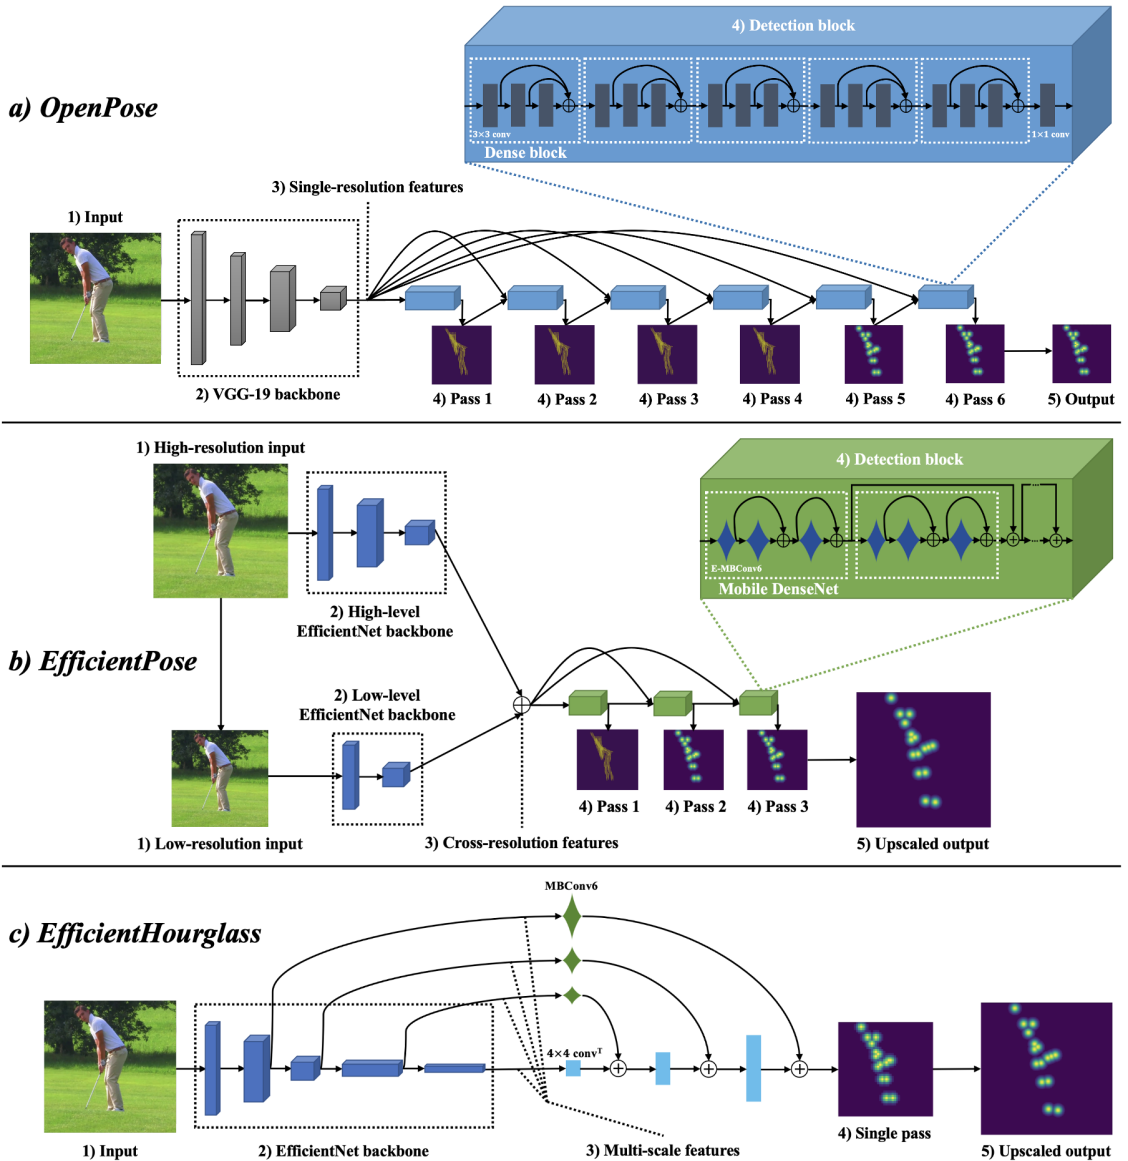 4) Detection block
a) OpenPose
3×3 conv
1×1 conv
Dense block
3) Single-resolution features
1) Input
2) VGG-19 backbone
4) Pass 1
4) Pass 2
4) Pass 3
4) Pass 4
4) Pass 5
4) Pass 6
5) Output
1) High-resolution input
4) Detection block
E-MBConv6
Mobile DenseNet
...
...
2) High-level
EfficientNet backbone
b) EfficientPose
2) Low-level
EfficientNet backbone
4) Pass 1
4) Pass 2
4) Pass 3
1) Low-resolution input
3) Cross-resolution features
5) Upscaled output
MBConv6
c) EfficientHourglass
4×4 convᵀ
1) Input
2) EfficientNet backbone
3) Multi-scale features
4) Single pass
5) Upscaled output